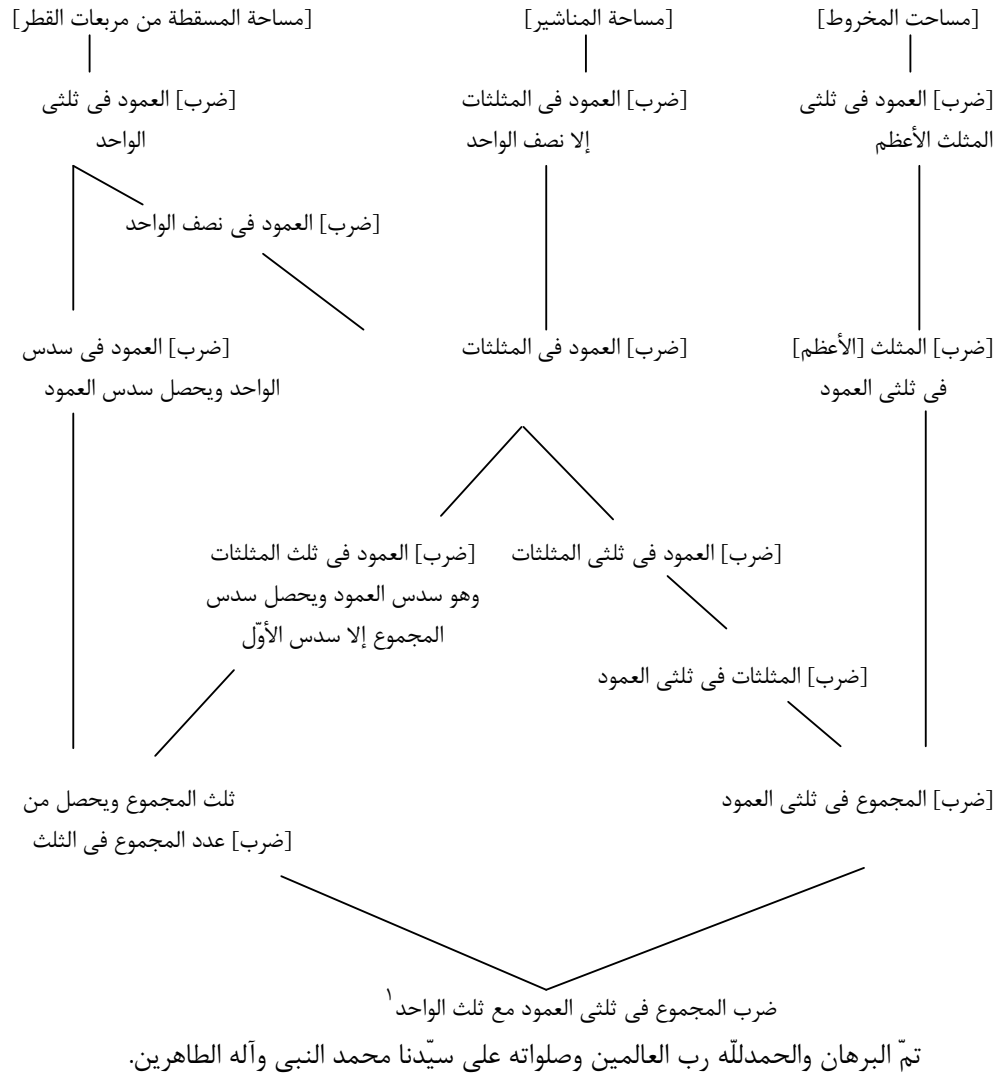 [مساحت المخروط]
[مساحة المناشير]
[مساحة المسقطة من مربعات القطر]
[ضرب] العمود فى ثلثى
المثلث الأعظم
[ضرب] العمود فى المثلثات
إلا نصف الواحد
[ضرب] العمود فى ثلثى
الواحد
[ضرب] العمود فى نصف الواحد
[ضرب] المثلث [الأعظم]
فى ثلثى العمود
[ضرب] العمود فى المثلثات
[ضرب] العمود فى سدس
الواحد ويحصل سدس العمود
[ضرب] العمود فى ثلثى المثلثات
[ضرب] العمود فى ثلث المثلثات
وهو سدس العمود ويحصل سدس
المجموع إلا سدس الأوّل
[ضرب] المثلثات فى ثلثى العمود
[ضرب] المجموع فى ثلثى العمود
ثلث المجموع ويحصل من
[ضرب] عدد المجموع فى الثلث
ضرب المجموع فى ثلثى العمود مع ثلث الواحد١
تمّ البرهان والحمدللّه رب العالمين وصلواته على سيّدنا محمد النبى وآله الطاهرين.